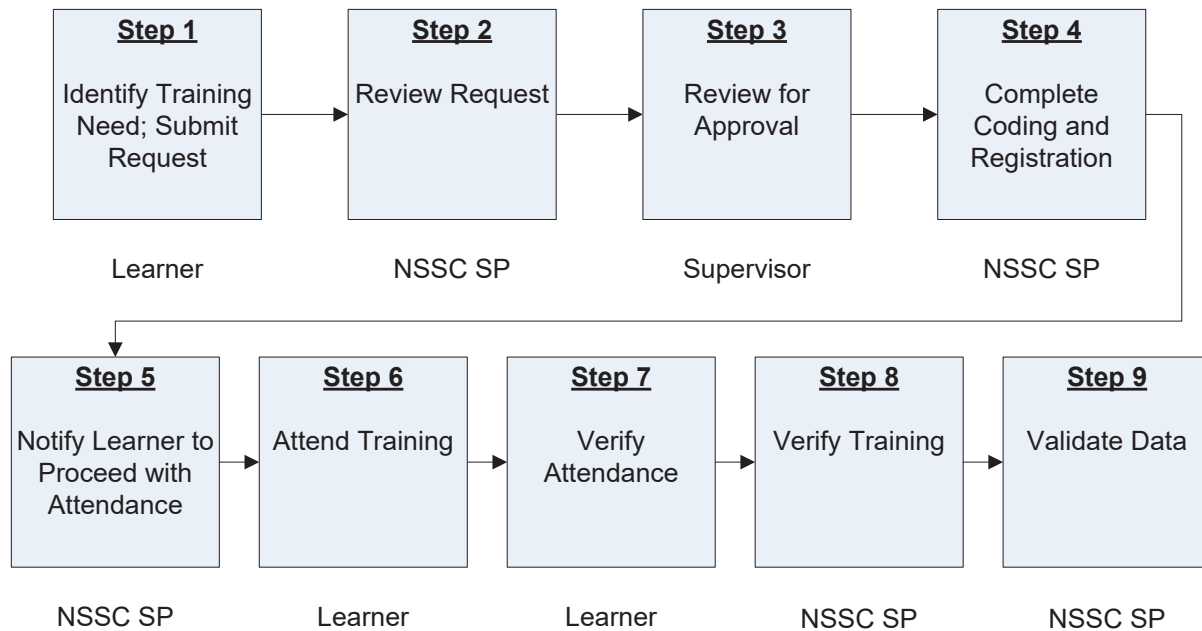 Step 1
Identify Training
Need; Submit
Request
Step 2
Review Request
Step 3
Review for
Approval
Step 4
Complete
Coding and
Registration
Learner
NSSC SP
Supervisor
NSSC SP
Step 5
Notify Learner to
Proceed with
Attendance
Step 6
Attend Training
Step 7
Verify
Attendance
Step 8
Verify Training
Step 9
Validate Data
NSSC SP
Learner
Learner
NSSC SP
NSSC SP